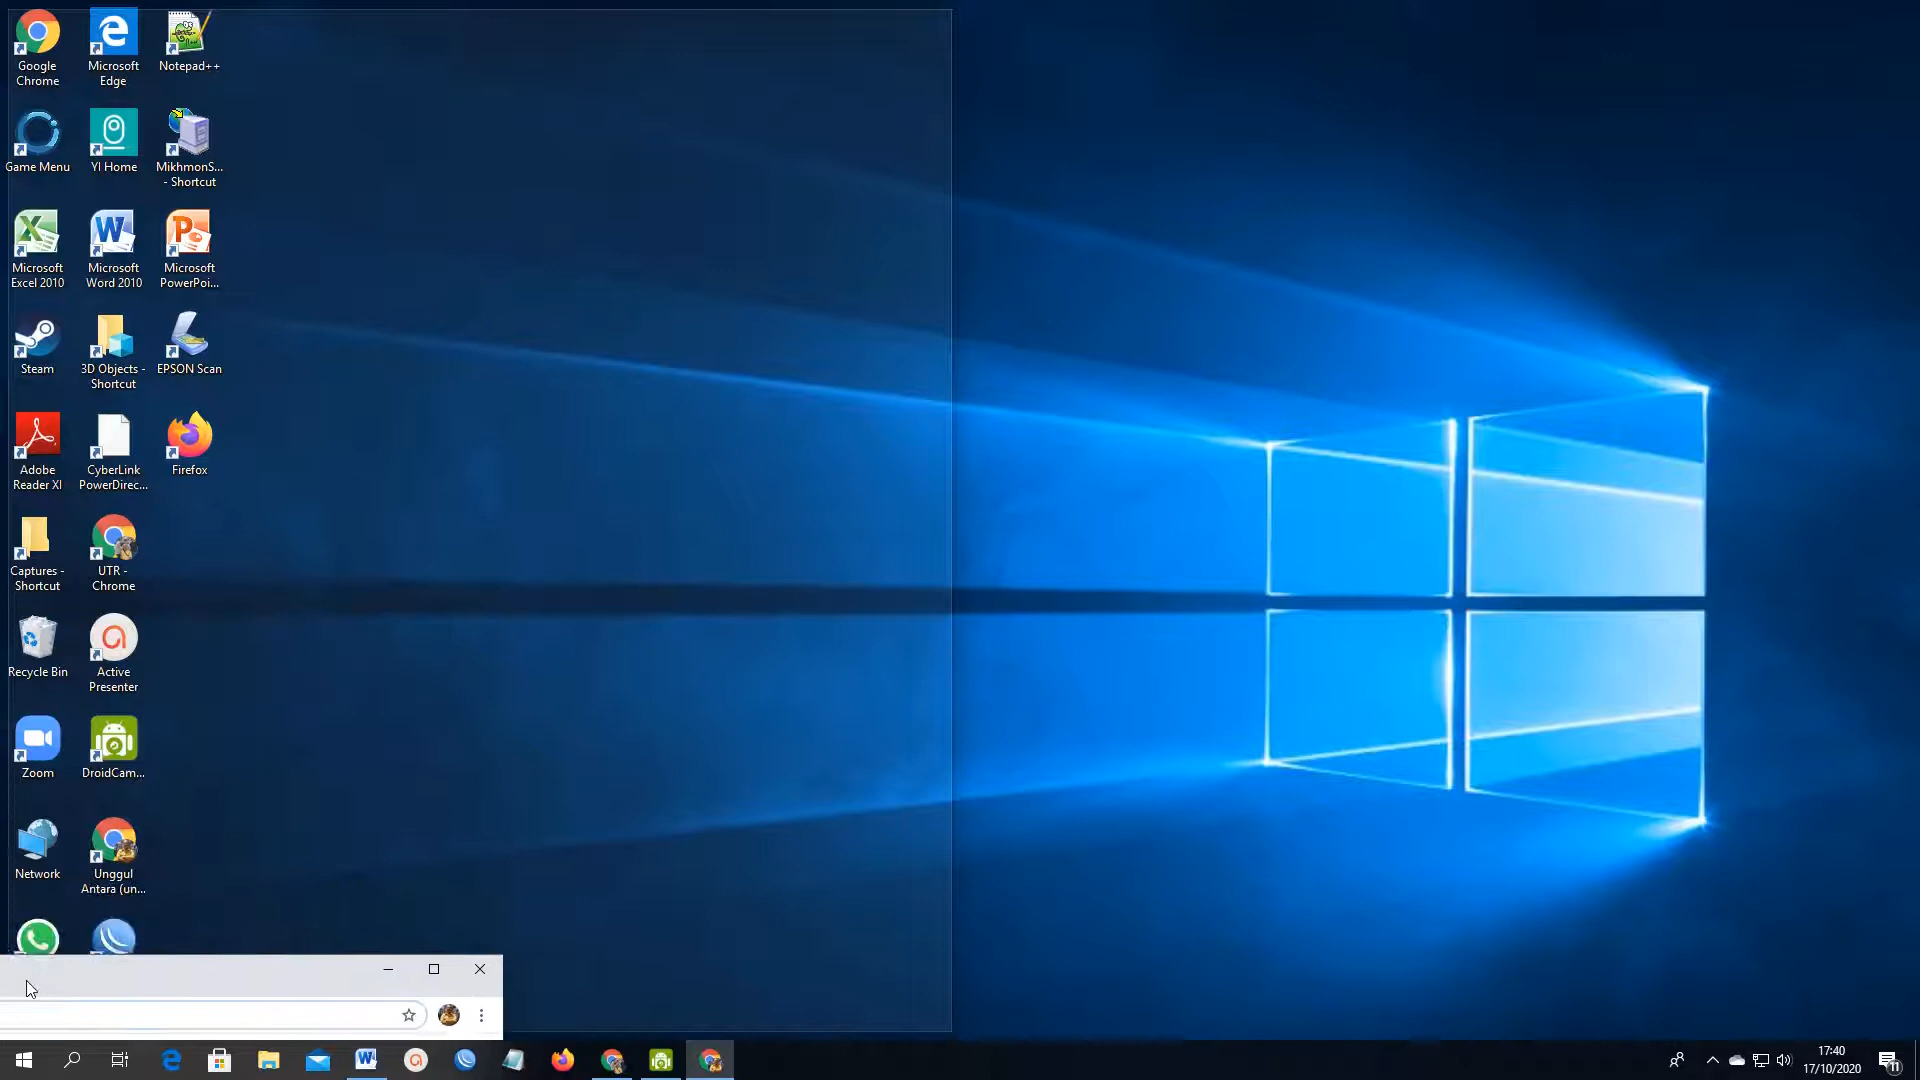 Google
Chrome
Microsoft
Edge
Notepad++
Game Menu
YI Home
MikhmonS...
- Shortcut
Microsoft
Excel 2010
Microsoft
Word 2010
Microsoft
PowerPoi...
Steam
3D Objects -
Shortcut
EPSON Scan
Adobe
Reader XI
CyberLink
PowerDirec...
Firefox
Captures -
Shortcut
UTR -
Chrome
Recycle Bin
Active
Presenter
Zoom
DroidCam...
Network
Unggul
Antara (un...
17:40
17/10/2020
11